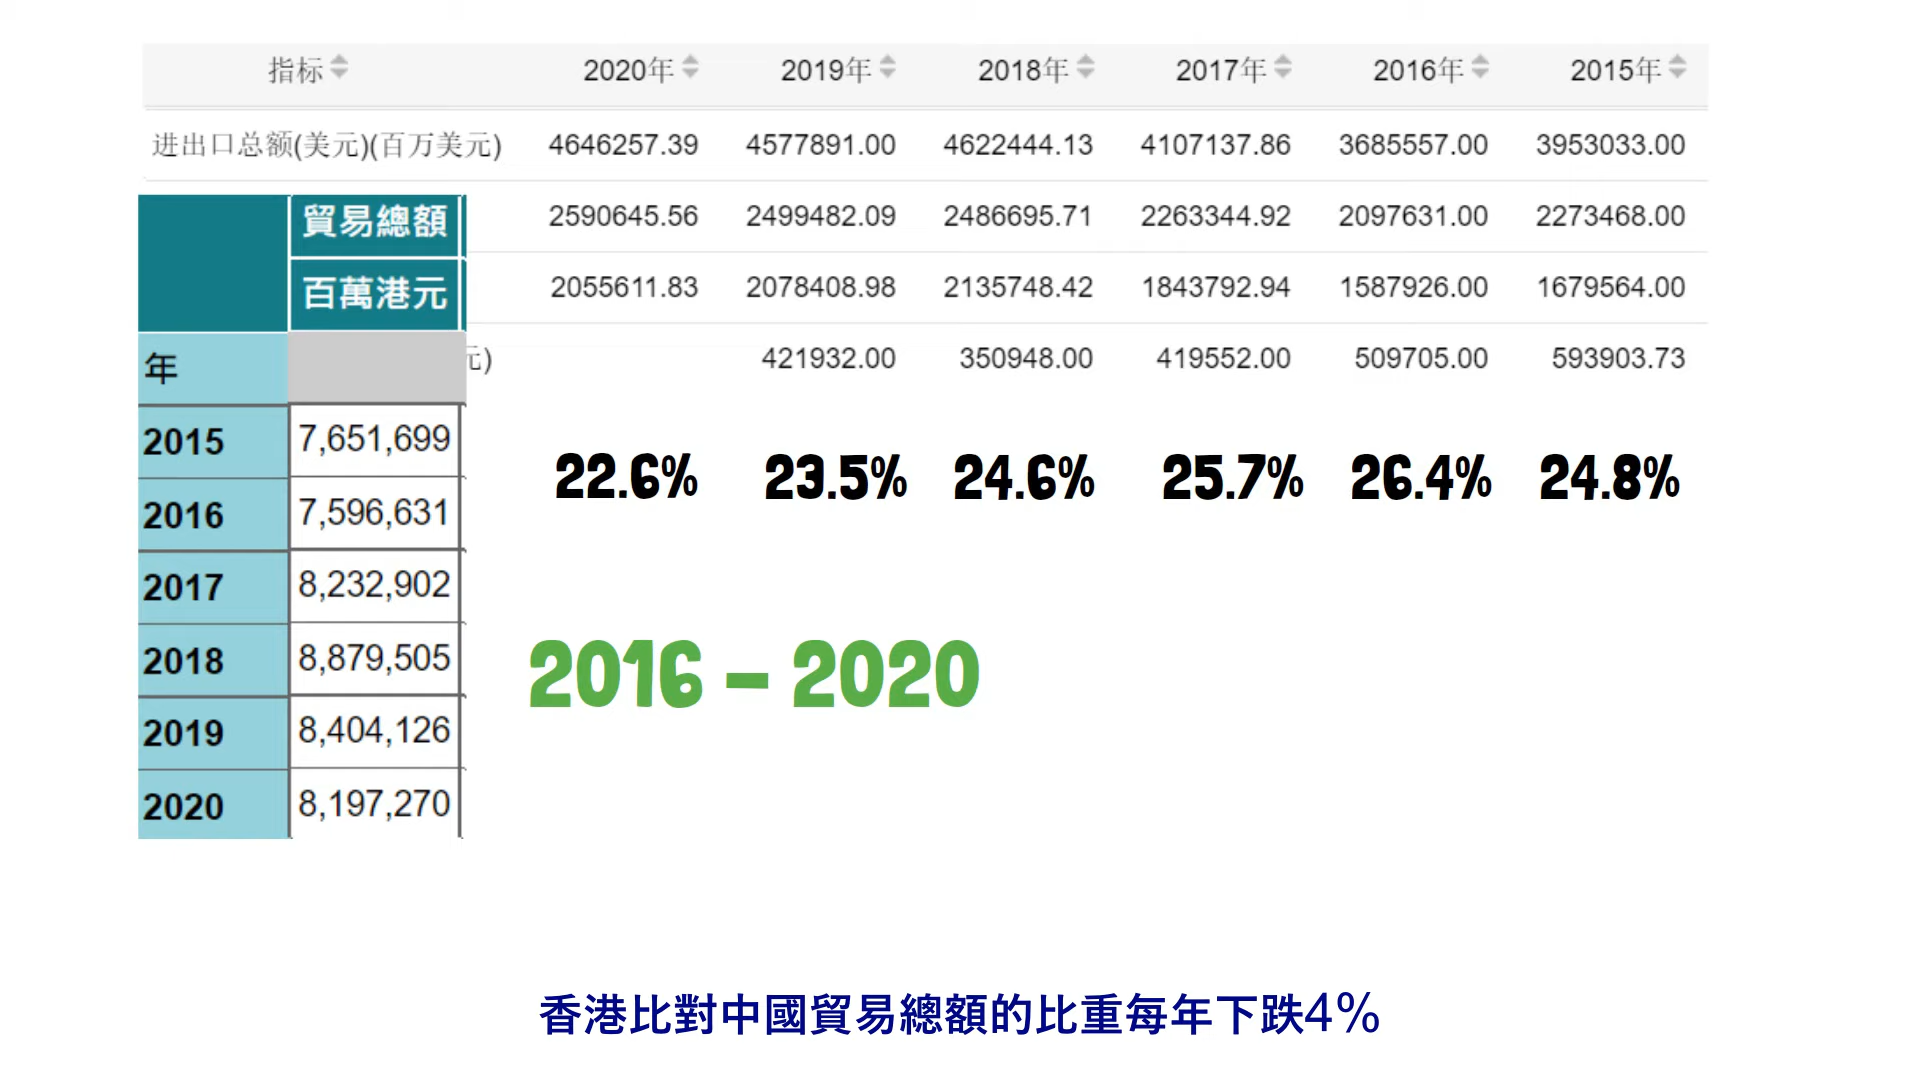 指标 2020年 2019年 2018年 2017年 2016年 2015年
进出口总额(美元)(百万美元) 4646257.39 4577891.00 4622444.13 4107137.86 3685557.00 3953033.00
2590645.56 2499482.09 2486695.71 2263344.92 2097631.00 2273468.00
2055611.83 2078408.98 2135748.42 1843792.94 1587926.00 1679564.00
元) 421932.00 350948.00 419552.00 509705.00 593903.73
貿易總額
百萬港元
年
2015 7,651,699
2016 7,596,631
2017 8,232,902
2018 8,879,505
2019 8,404,126
2020 8,197,270
22.6% 23.5% 24.6% 25.7% 26.4% 24.8%
2016 – 2020
香港比對中國貿易總額的比重每年下跌4%